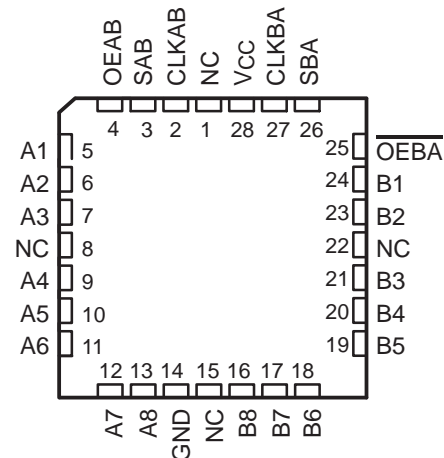 OEAB SAB CLKAB NC VCC CLKBA SBA
4 3 2 1 28 27 26
A1 5 25 OEBA
A2 6 24 B1
A3 7 23 B2
NC 8 22 NC
A4 9 21 B3
A5 10 20 B4
A6 11 19 B5
12 13 14 15 16 17 18
A7 A8 GND NC B8 B7 B6